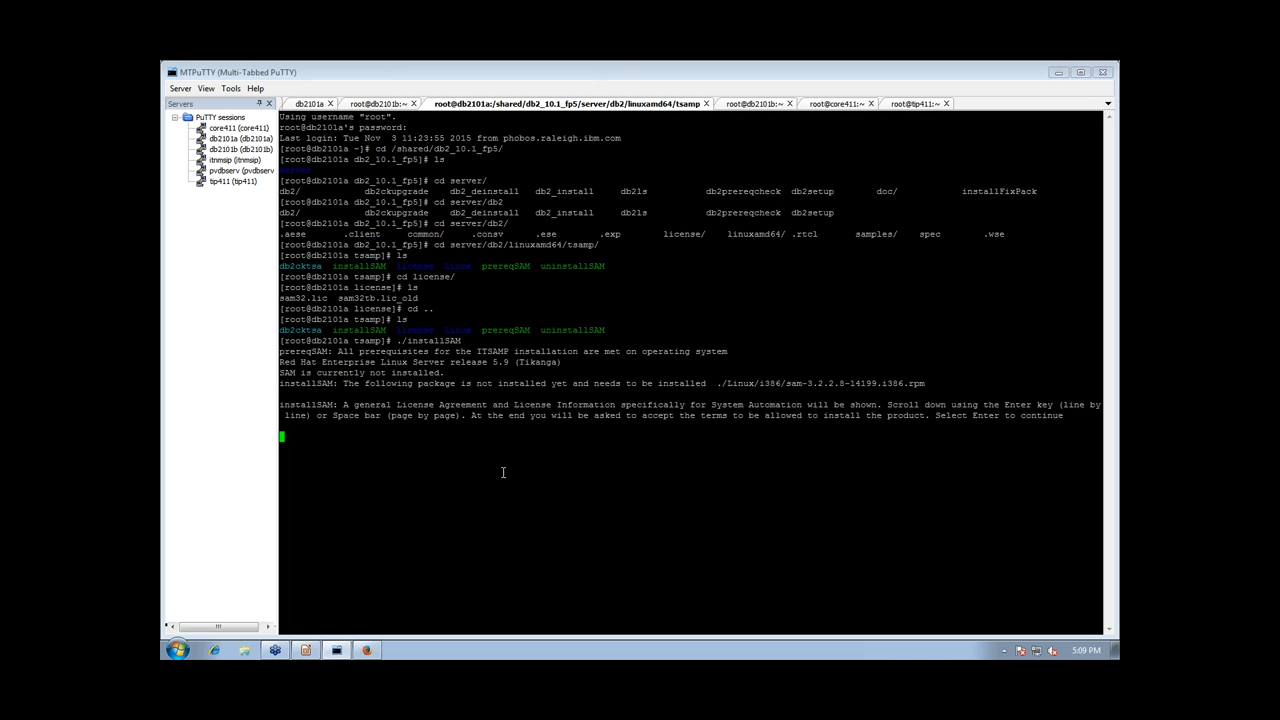 MTPuTTY (Multi-Tabbed PuTTY)
Server View Tools Help
Servers
db2101a
root@db2101b:~
root@db2101a:/shared/db2_10.1_fp5/server/db2/linuxamd64/tsamp
root@db2101b:~
root@core411:~
root@tip411:~
PuTTY sessions
core411 (core411)
db2101a (db2101a)
db2101b (db2101b)
itnmsip (itnmsip)
pvdbserv (pvdbserv
tip411 (tip411)
Using username "root".
root@db2101a's password:
Last login: Tue Nov  3 11:23:55 2015 from phobos.raleigh.ibm.com
[root@db2101a ~]# cd /shared/db2_10.1_fp5/
[root@db2101a db2_10.1_fp5]# ls
server
[root@db2101a db2_10.1_fp5]# cd server/
db2/ db2ckupgrade db2_deinstall db2_install db2ls db2prereqcheck db2setup doc/ installFixPack
[root@db2101a db2_10.1_fp5]# cd server/db2
db2/ db2ckupgrade db2_deinstall db2_install db2ls db2prereqcheck db2setup
[root@db2101a db2_10.1_fp5]# cd server/db2/
.aese .client common/ .consv .ese .exp license/ linuxamd64/ .rtcl samples/ spec .wse
[root@db2101a db2_10.1_fp5]# cd server/db2/linuxamd64/tsamp/
[root@db2101a tsamp]# ls
db2cktsa installSAM license Linux prereqSAM uninstallSAM
[root@db2101a tsamp]# cd license/
[root@db2101a license]# ls
sam32.lic sam32tb.lic_old
[root@db2101a license]# cd ..
[root@db2101a tsamp]# ls
db2cktsa installSAM license Linux prereqSAM uninstallSAM
[root@db2101a tsamp]# ./installSAM
prereqSAM: All prerequisites for the ITSAMP installation are met on operating system
Red Hat Enterprise Linux Server release 5.9 (Tikanga)
SAM is currently not installed.
installSAM: The following package is not installed yet and needs to be installed ./Linux/i386/sam-3.2.2.8-14199.i386.rpm
installSAM: A general License Agreement and License Information specifically for System Automation will be shown. Scroll down using the Enter key (line by
line) or Space bar (page by page). At the end you will be asked to accept the terms to be allowed to install the product. Select Enter to continue
5:09 PM